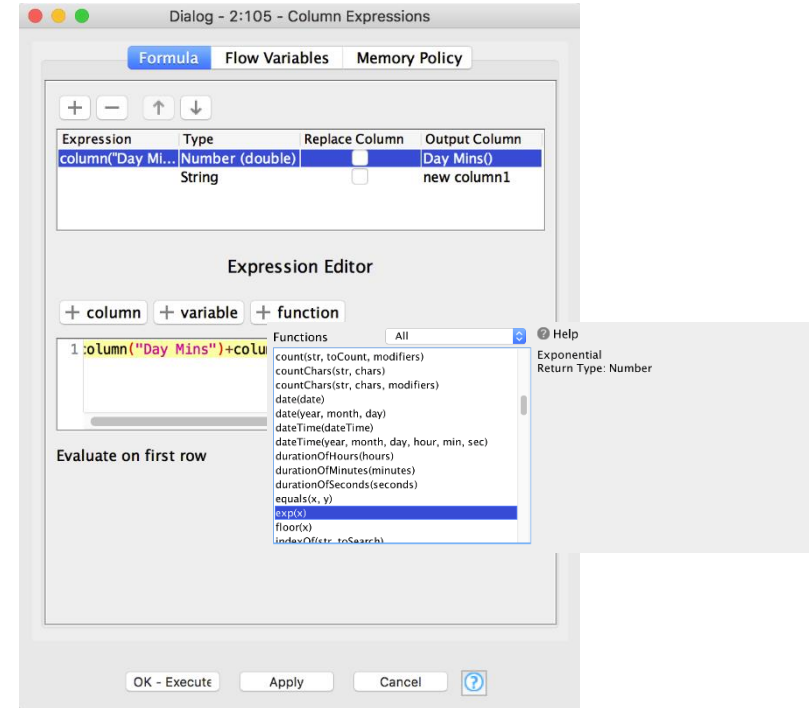 Dialog - 2:105 - Column Expressions
Formula Flow Variables Memory Policy
Expression Type Replace Column Output Column
column("Day Mi... Number (double) Day Mins()
String new column1
Expression Editor
+ column + variable + function
Functions All Help
1 :olumn("Day Mins")+colu
Exponential
Return Type: Number
count(str, toCount, modifiers)
countChars(str, chars)
countChars(str, chars, modifiers)
date(date)
date(year, month, day)
dateTime(dateTime)
dateTime(year, month, day, hour, min, sec)
durationOfHours(hours)
Evaluate on first row
durationOfMinutes(minutes)
durationOfSeconds(seconds)
equals(x, y)
exp(x)
floor(x)
indexOf(str, toSearch)
OK - Execute Apply Cancel ?